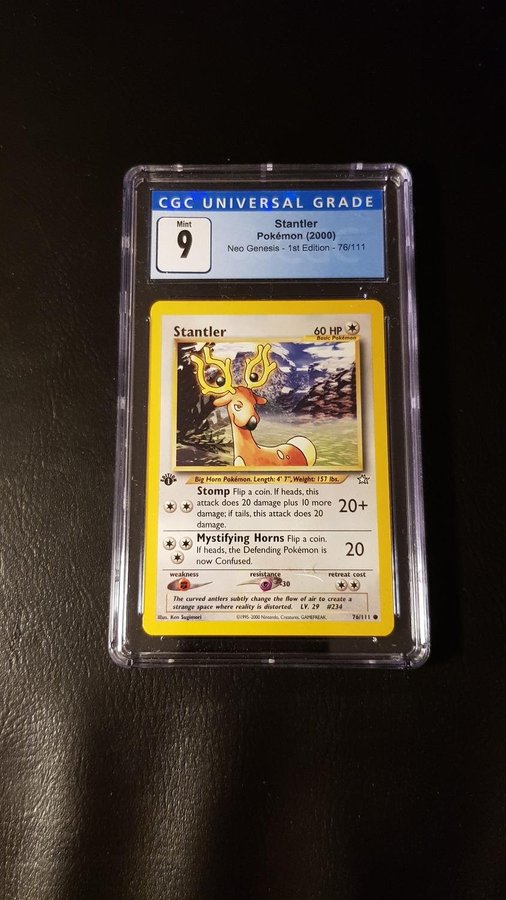 CGC UNIVERSAL GRADE
Mint
9
Stantler
Pokémon (2000)
Neo Genesis - 1st Edition - 76/111
Stantler
60 HP
Basic Pokémon
Big Horn Pokémon. Length: 4' 7", Weight: 157 lbs.
Stomp Flip a coin. If heads, this
attack does 20 damage plus 10 more
damage; if tails, this attack does 20
damage.
20+
Mystifying Horns Flip a coin.
If heads, the Defending Pokémon is
now Confused.
20
weakness
resistance
-30
retreat cost
The curved antlers subtly change the flow of air to create a
strange space where reality is distorted. LV. 29 #234
Illus. Ken Sugimori
©1995-2000 Nintendo, Creatures, GAMEFREAK.
76/111